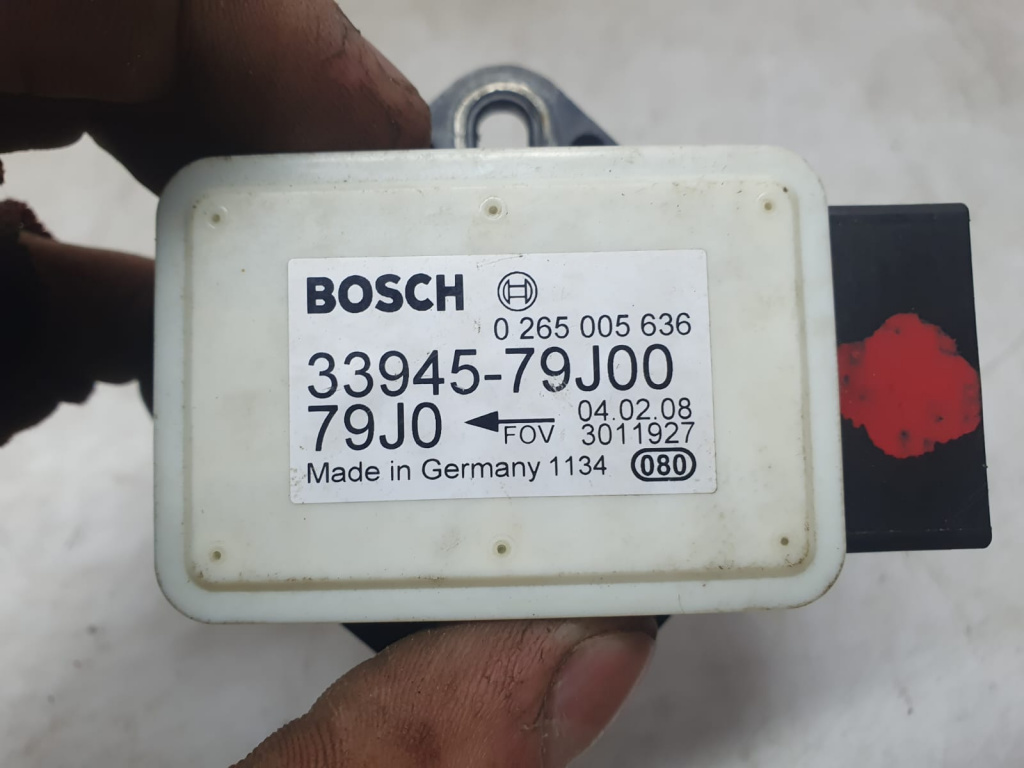 BOSCH
0 265 005 636
33945-79J00
79J0
FOV
04.02.08
3011927
Made in Germany 1134 080